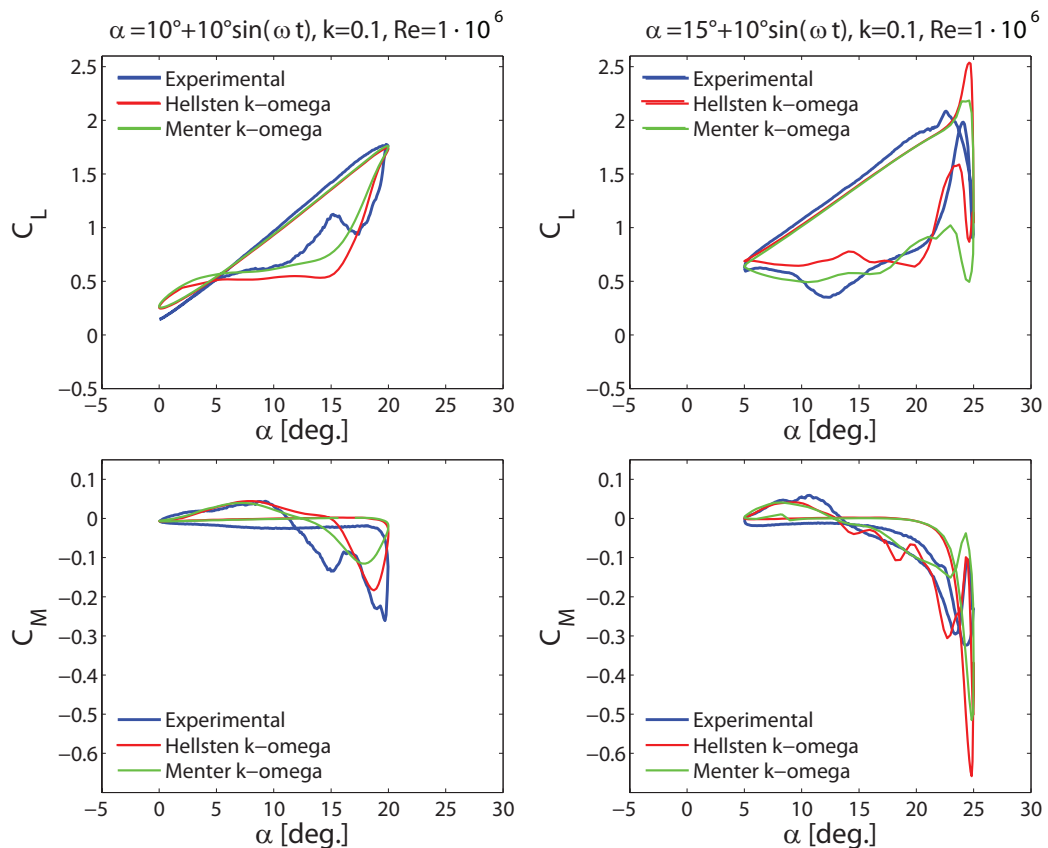 α=10°+10°sin(ω t), k=0.1, Re=1·10⁶
2.5
2
1.5
1
0.5
0
−0.5
C_L
Experimental
Hellsten k−omega
Menter k−omega
−5 0 5 10 15 20 25 30
α [deg.]
α=15°+10°sin(ω t), k=0.1, Re=1·10⁶
2.5
2
1.5
1
0.5
0
−0.5
C_L
Experimental
Hellsten k−omega
Menter k−omega
−5 0 5 10 15 20 25 30
α [deg.]
0.1
0
−0.1
−0.2
−0.3
−0.4
−0.5
−0.6
C_M
Experimental
Hellsten k−omega
Menter k−omega
−5 0 5 10 15 20 25 30
α [deg.]
0.1
0
−0.1
−0.2
−0.3
−0.4
−0.5
−0.6
C_M
Experimental
Hellsten k−omega
Menter k−omega
−5 0 5 10 15 20 25 30
α [deg.]